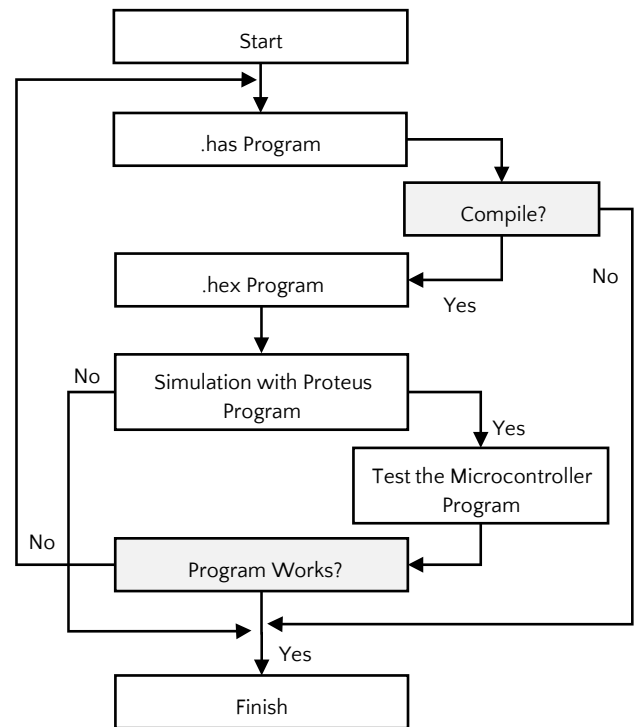 Start
.has Program
Compile?
No
.hex Program
Yes
No
Simulation with Proteus
Program
Yes
Test the Microcontroller
Program
No
Program Works?
Yes
Finish